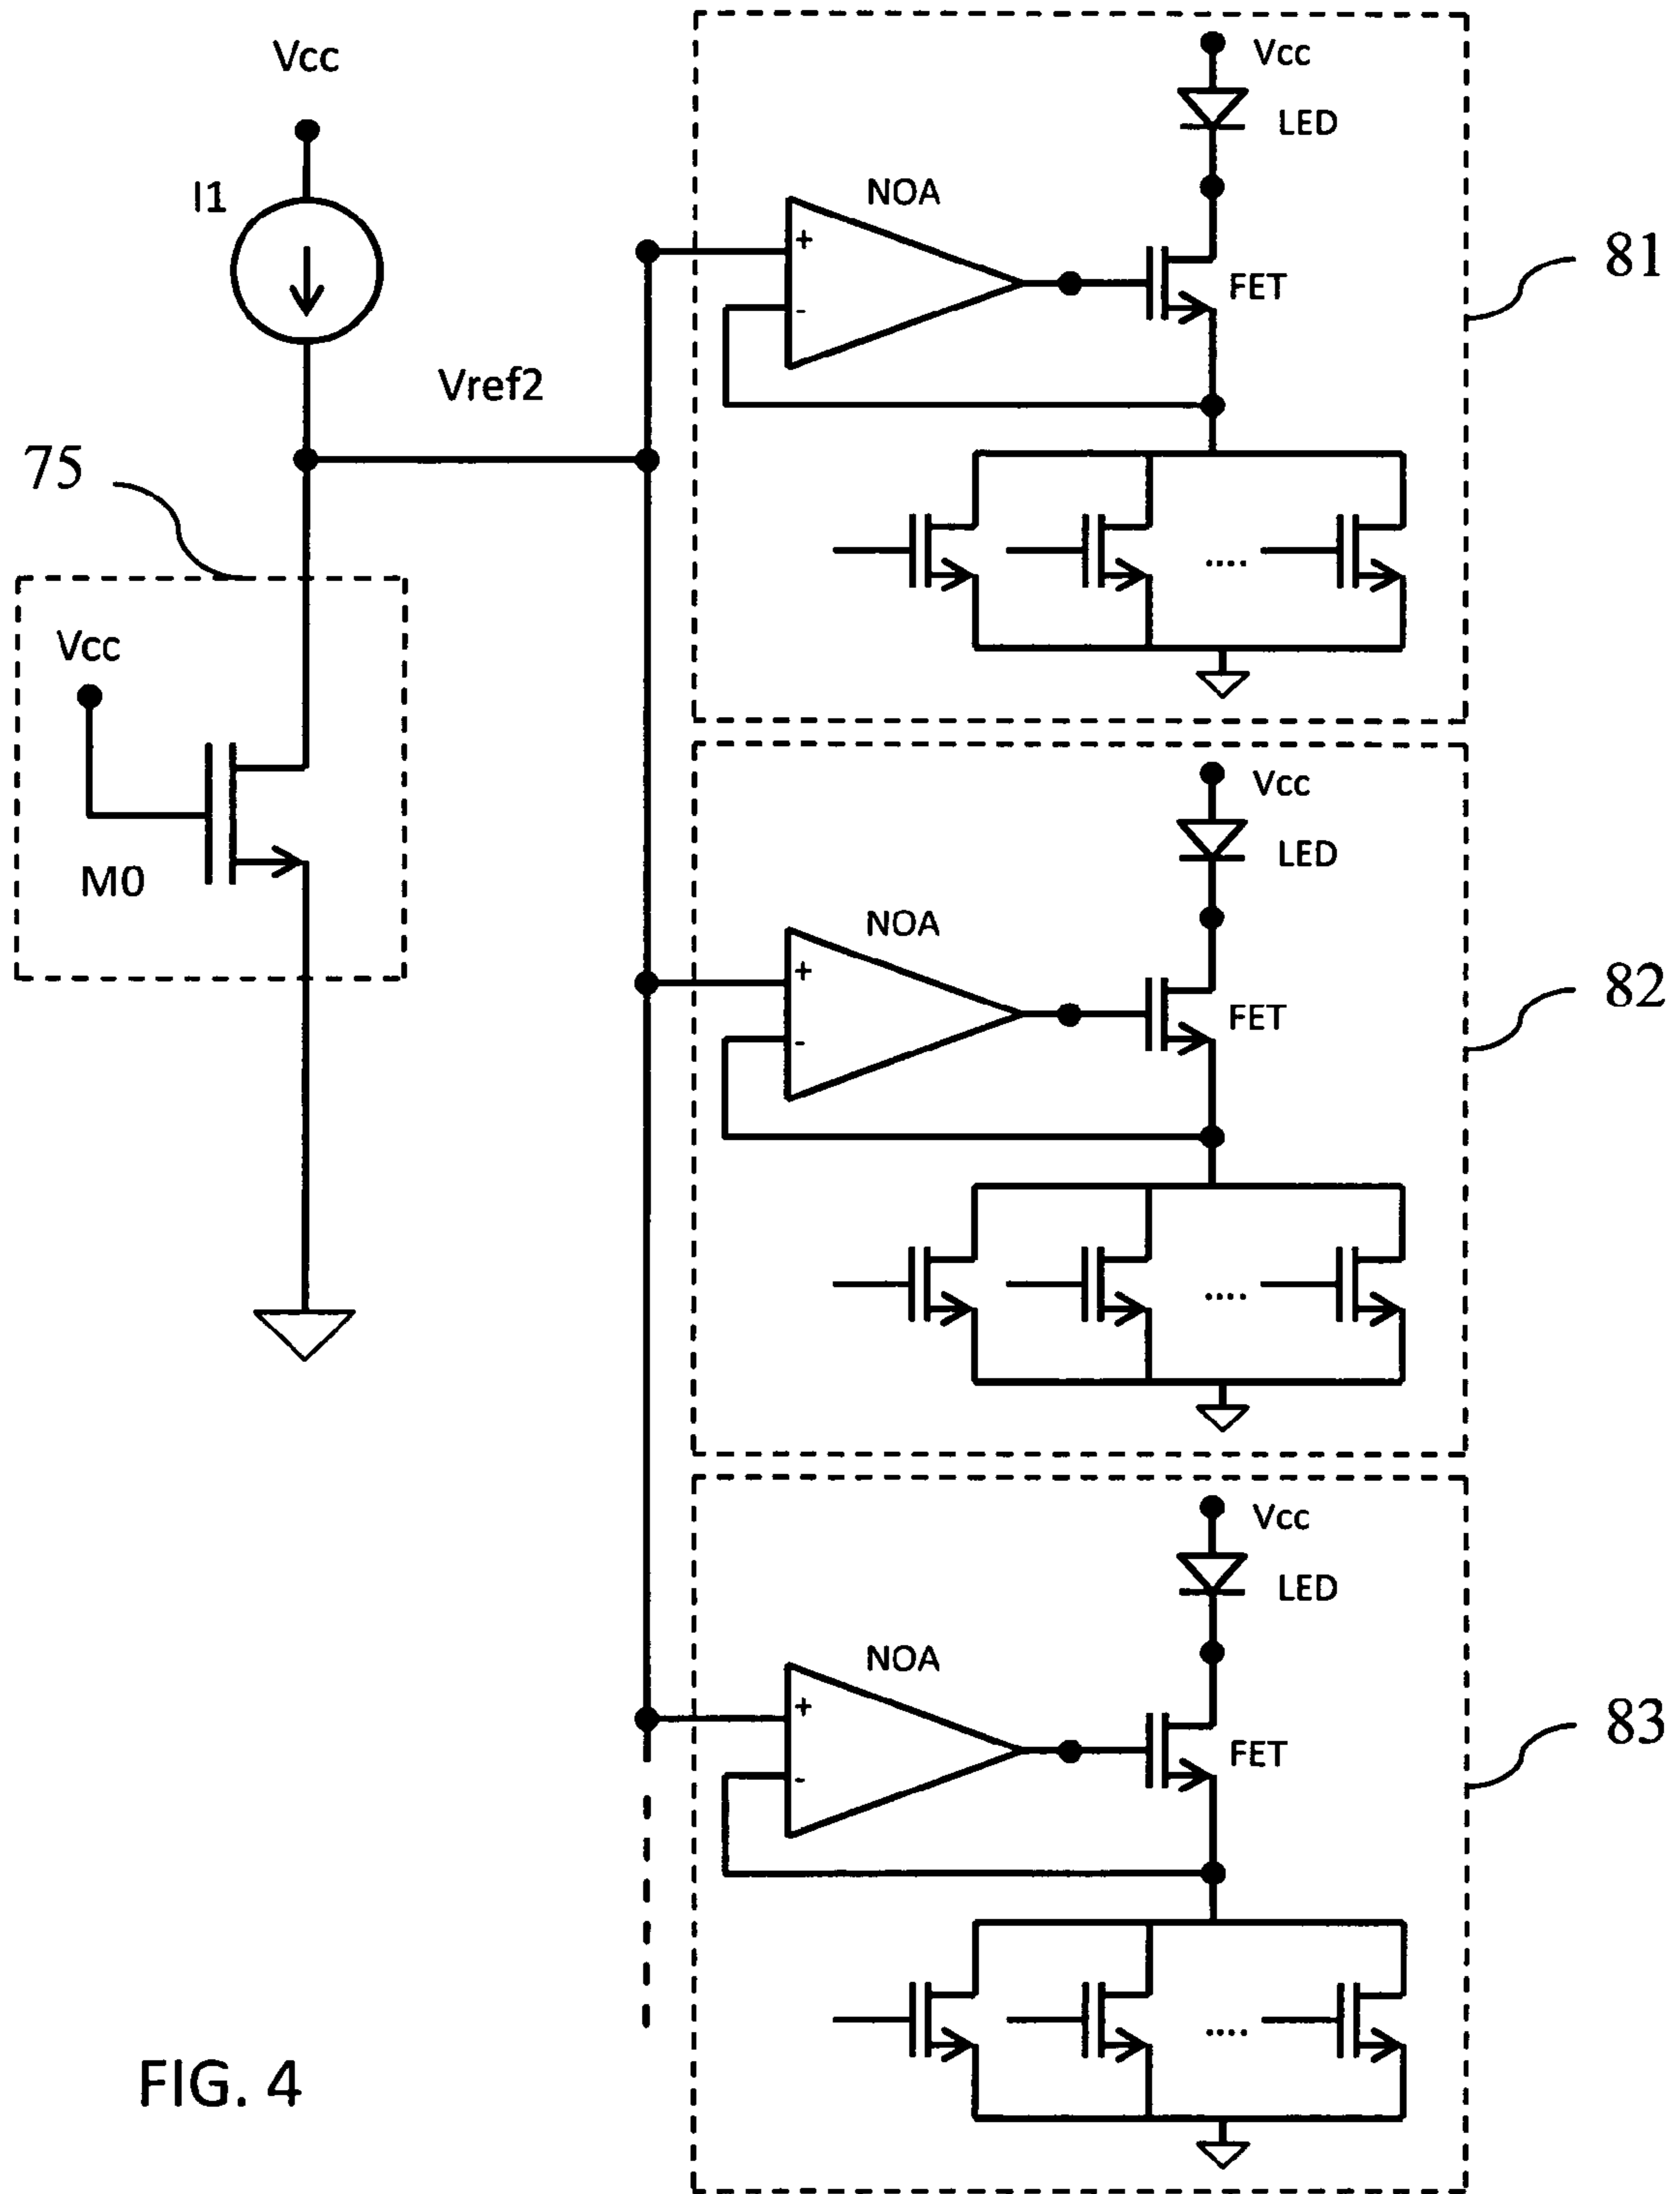 Vcc
I1
Vref2
75
Vcc
M0
Vcc
LED
NOA
+
-
FET
....
81
Vcc
LED
NOA
+
-
FET
....
82
Vcc
LED
NOA
+
-
FET
....
83
FIG. 4